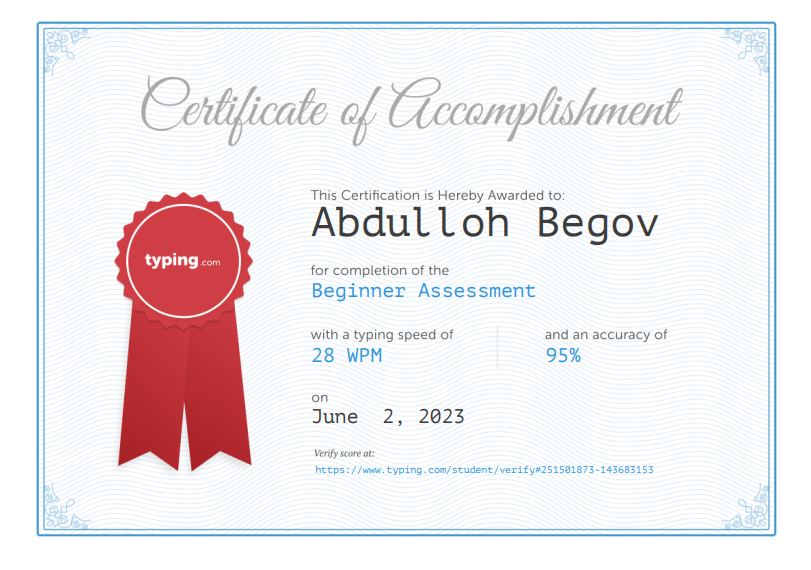 Certificate of Accomplishment
typing.com
This Certification is Hereby Awarded to:
Abdulloh Begov
for completion of the
Beginner Assessment
with a typing speed of
28 WPM
and an accuracy of
95%
on
June 2, 2023
Verify score at:
https://www.typing.com/student/verify#251501873-143683153